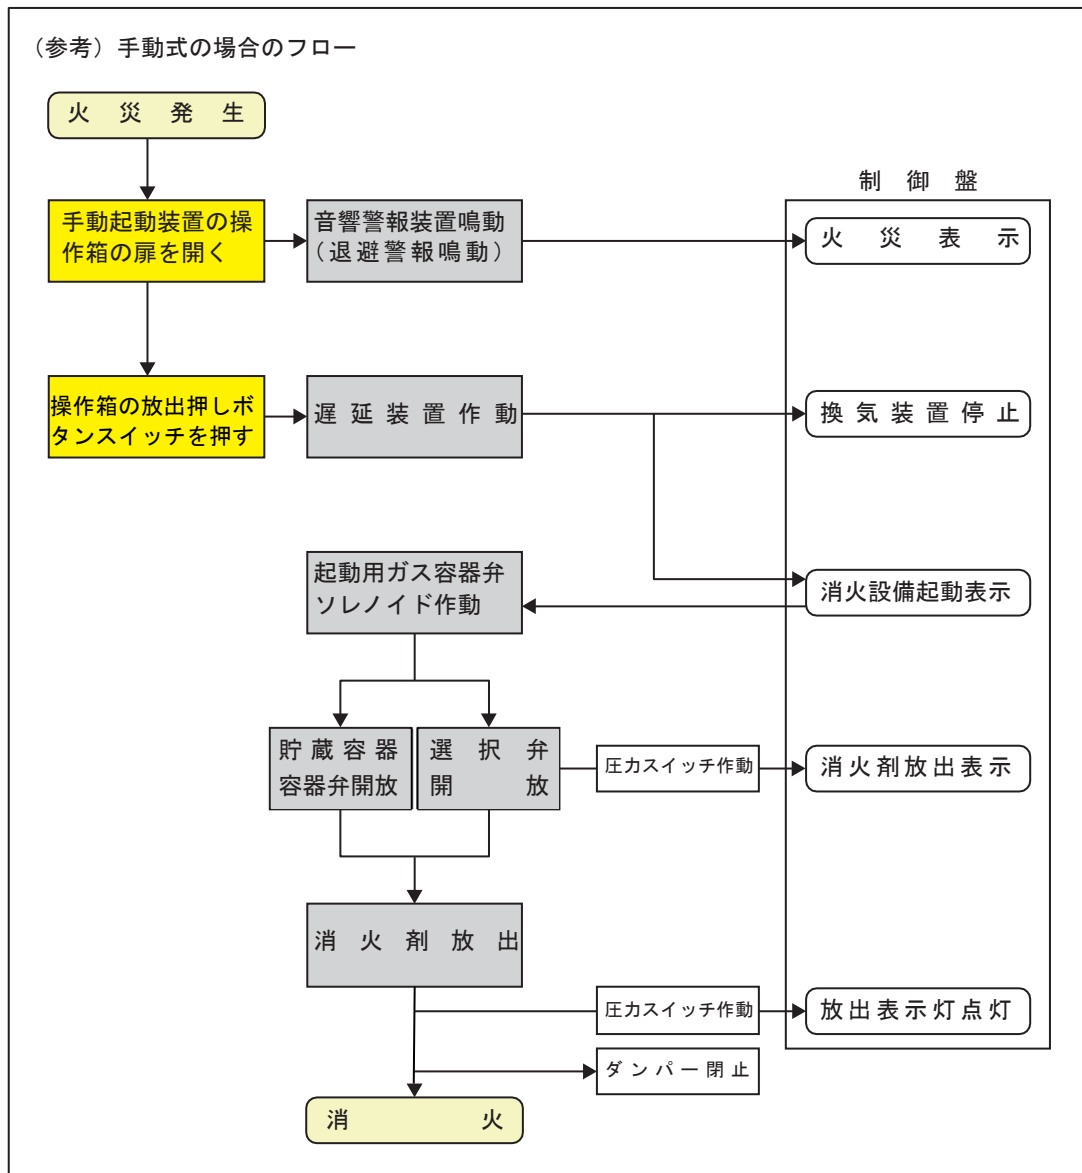 （参考）手動式の場合のフロー
火災発生
制御盤
手動起動装置の操
作箱の扉を開く
音響警報装置鳴動
（退避警報鳴動）
火災表示
操作箱の放出押しボ
タンスイッチを押す
遅延装置作動
換気装置停止
起動用ガス容器弁
ソレノイド作動
消火設備起動表示
貯蔵容器
容器弁開放
選択弁
開放
圧力スイッチ作動
消火剤放出表示
消火剤放出
圧力スイッチ作動
放出表示灯点灯
ダンパー閉止
消火